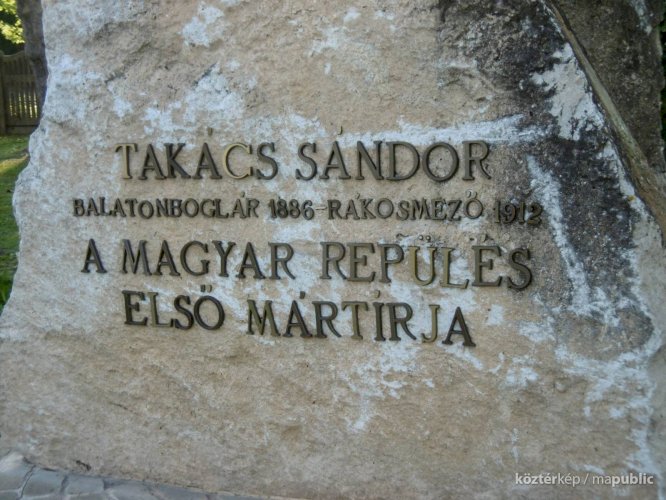 TAKÁCS SÁNDOR
BALATONBOGLÁR 1886-RÁKOSMEZŐ 1912
A MAGYAR REPÜLÉS
ELSŐ MÁRTÍRJA
köztérkép / mapublic